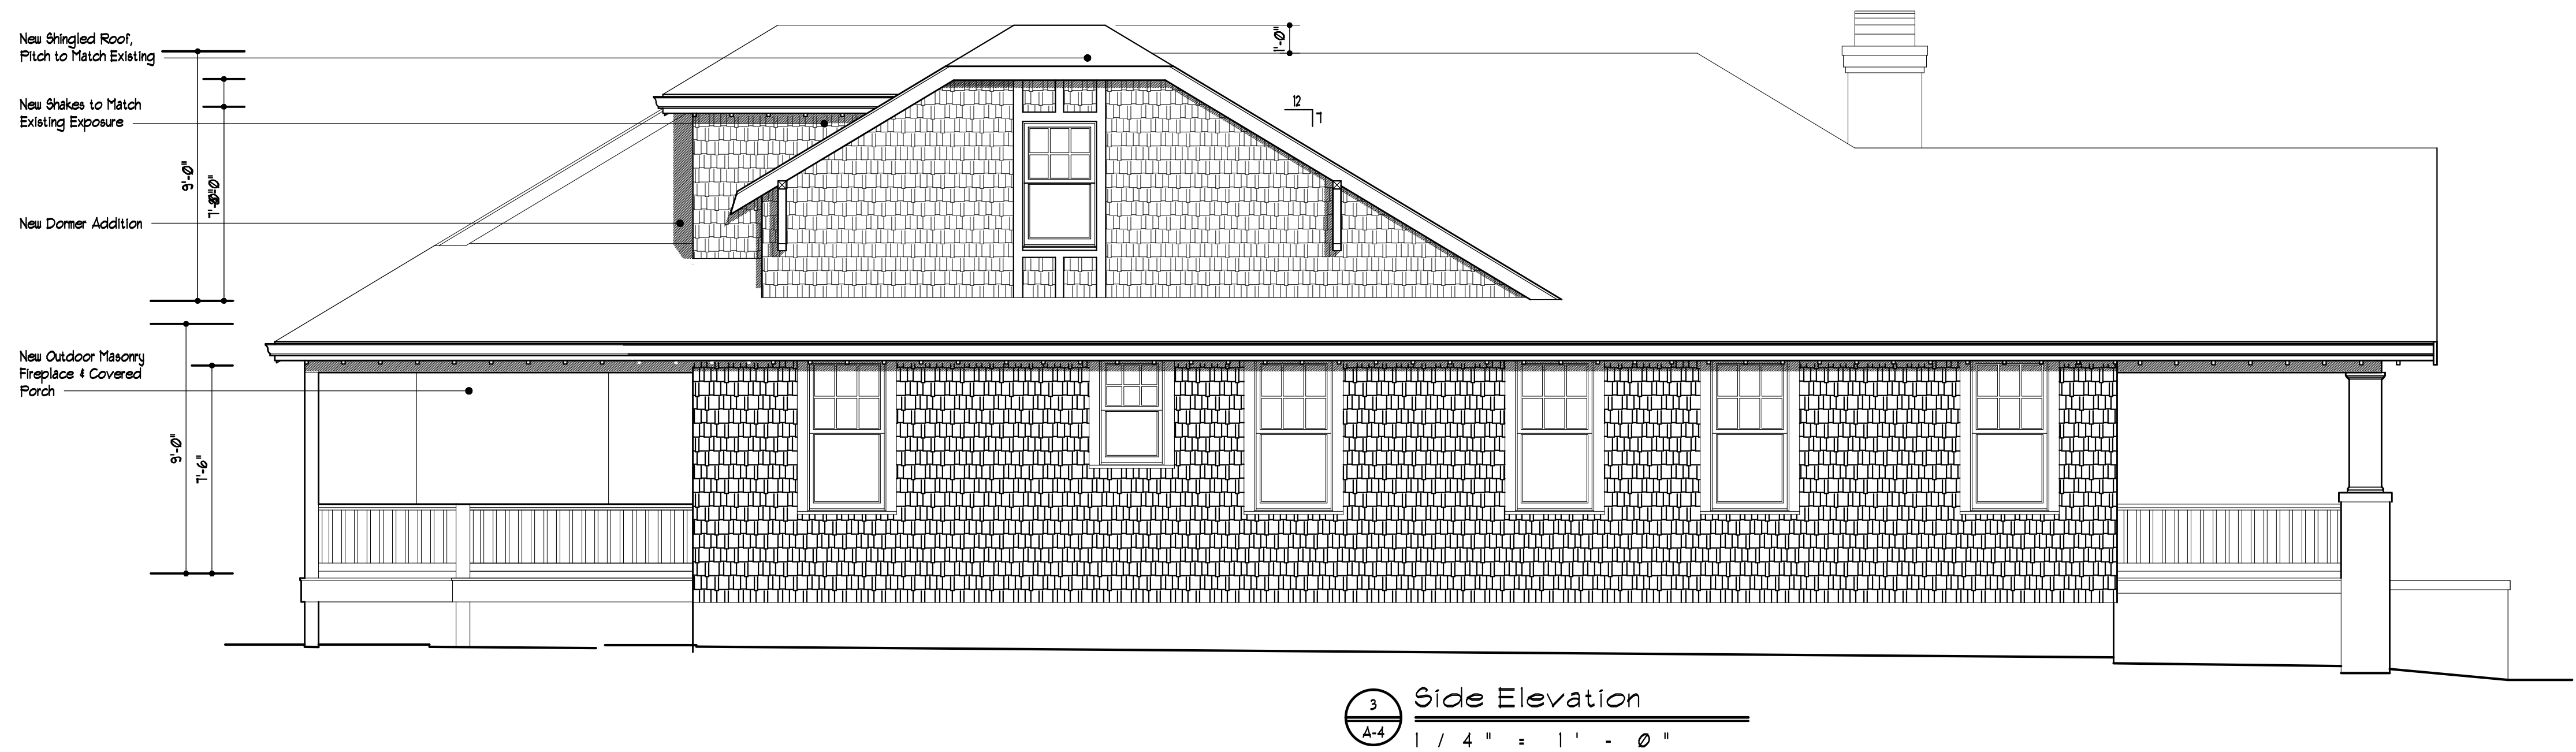 New Shingled Roof,
Pitch to Match Existing
1'-0"
New Shakes to Match
Existing Exposure
12
7
9'-0"
New Dormer Addition
New Outdoor Masonry
Fireplace & Covered
Porch
9'-0"
7'-6"
3
A-4
Side Elevation
1/4" = 1'-0"